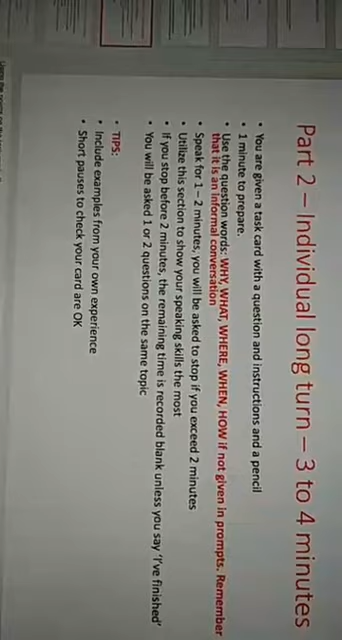 Part 2 – Individual long turn – 3 to 4 minutes
• You are given a task card with a question and instructions and a pencil
• 1 minute to prepare.
• Use the question words: WHY, WHAT, WHERE, WHEN, HOW if not given in prompts. Remember
that it is an informal conversation
• Speak for 1 – 2 minutes, you will be asked to stop if you exceed 2 minutes
• Utilize this section to show your speaking skills the most
• If you stop before 2 minutes, the remaining time is recorded blank unless you say ‘I’ve finished’
• You will be asked 1 or 2 questions on the same topic
• TIPS:
• Include examples from your own experience
• Short pauses to check your card are OK